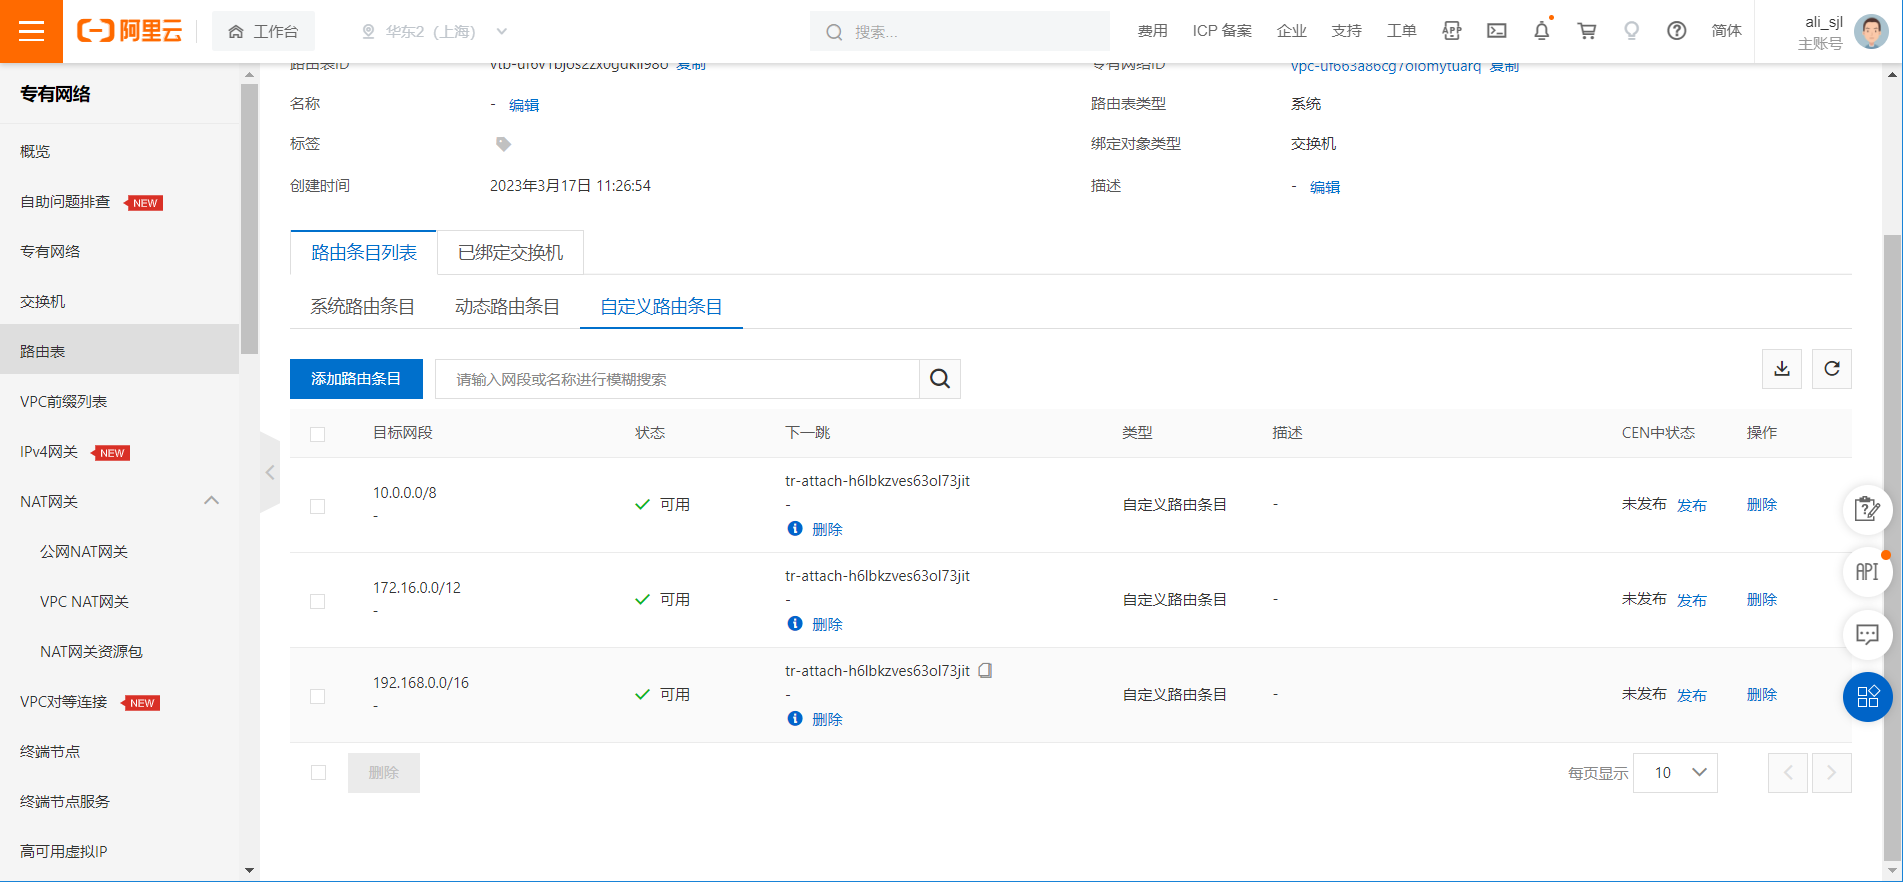 阿里云
工作台
华东2（上海）
搜索...
费用
ICP 备案
企业
支持
工单
APP
简体
ali_sjl
主账号
专有网络
概览
自助问题排查 NEW
专有网络
交换机
路由表
VPC前缀列表
IPv4网关 NEW
NAT网关
公网NAT网关
VPC NAT网关
NAT网关资源包
VPC对等连接 NEW
终端节点
终端节点服务
高可用虚拟IP
路由表ID 复制
专有网络ID vpc-uf663a86cg7olomytuarq 复制
名称 - 编辑
路由表类型 系统
标签
绑定对象类型 交换机
创建时间 2023年3月17日 11:26:54
描述 - 编辑
路由条目列表 已绑定交换机
系统路由条目 动态路由条目 自定义路由条目
添加路由条目 请输入网段或名称进行模糊搜索
目标网段 状态 下一跳 类型 描述 CEN中状态 操作
tr-attach-h6lbkzves63ol73jit
10.0.0.0/8
- 可用 - 自定义路由条目 - 未发布 发布 删除
删除
tr-attach-h6lbkzves63ol73jit
172.16.0.0/12
- 可用 - 自定义路由条目 - 未发布 发布 删除
删除
tr-attach-h6lbkzves63ol73jit
192.168.0.0/16
- 可用 - 自定义路由条目 - 未发布 发布 删除
删除
删除 每页显示 10
API